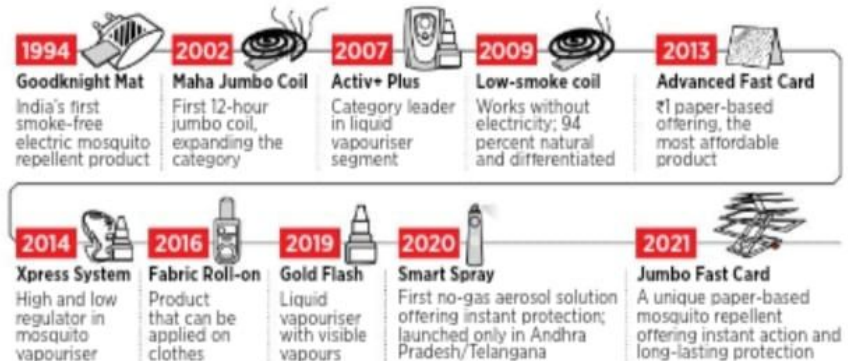 1994
Goodknight Mat
India's first
smoke-free
electric mosquito
repellent product
2002
Maha Jumbo Coil
First 12-hour
jumbo coil,
expanding the
category
2007
Activ+ Plus
Category leader
in liquid
vapouriser
segment
2009
Low-smoke coil
Works without
electricity; 94
percent natural
and differentiated
2013
Advanced Fast Card
₹1 paper-based
offering, the
most affordable
product
2014
Xpress System
High and low
regulator in
mosquito
vapouriser
2016
Fabric Roll-on
Product
that can be
applied on
clothes
2019
Gold Flash
Liquid
vapouriser
with visible
vapours
2020
Smart Spray
First no-gas aerosol solution
offering instant protection;
launched only in Andhra
Pradesh/Telangana
2021
Jumbo Fast Card
A unique paper-based
mosquito repellent
offering instant action and
long-lasting protection